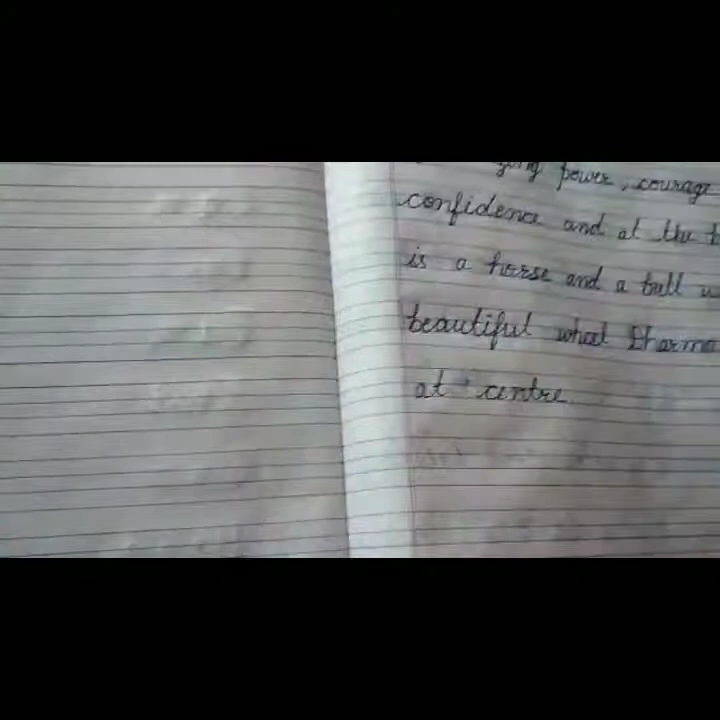 power, courage
confidence and at the
is a horse and a bull
beautiful wheel Dharma
at centre